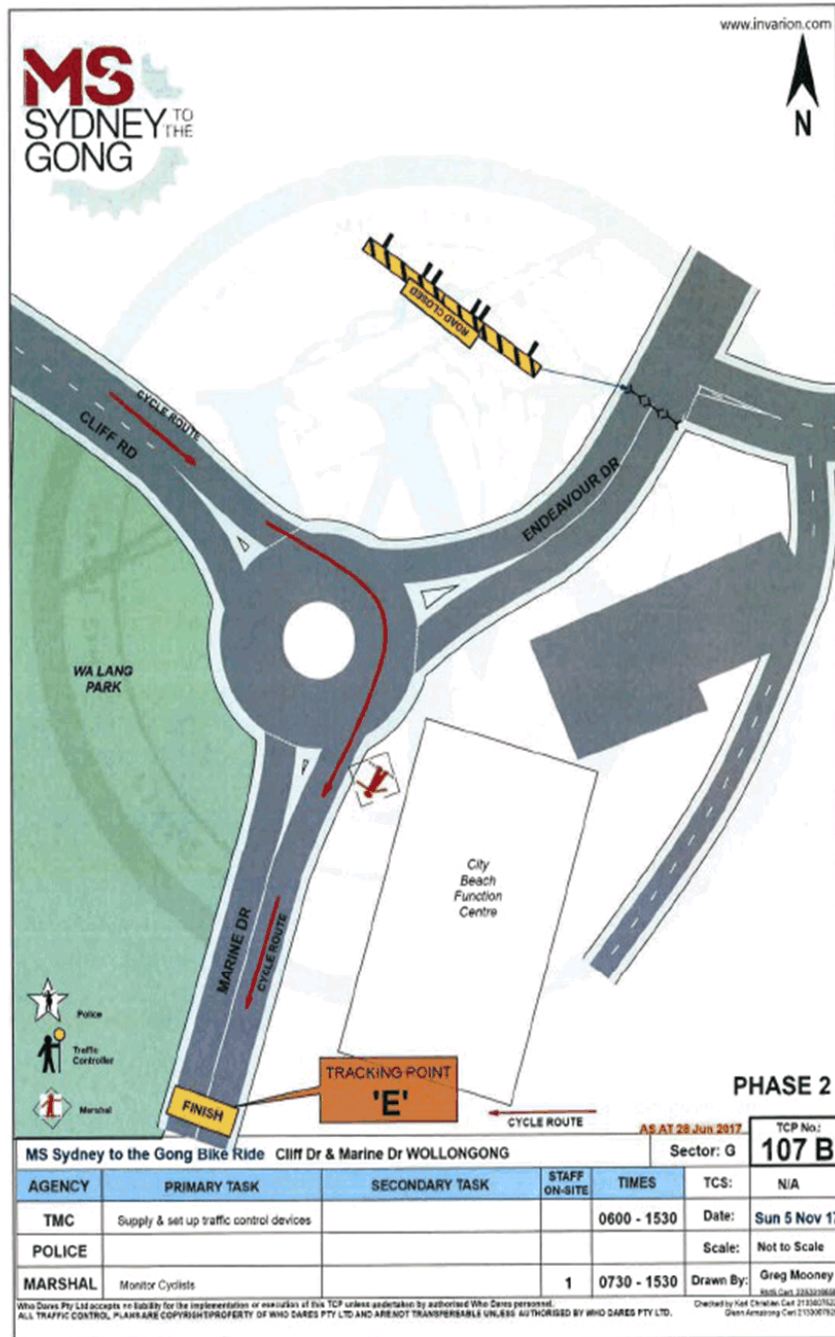 www.invarion.com
MS
SYDNEY TO THE
GONG
N
ROAD CLOSED
CYCLE ROUTE
CLIFF RD
ENDEAVOUR DR
WA LANG
PARK
City
Beach
Function
Centre
MARINE DR
CYCLE ROUTE
Police
Traffic
Controller
Marshal
FINISH
TRACKING POINT
'E'
CYCLE ROUTE
PHASE 2
AS AT 28 Jun 2017
MS Sydney to the Gong Bike Ride Cliff Dr & Marine Dr WOLLONGONG
Sector: G
TCP No:
107 B
AGENCY PRIMARY TASK SECONDARY TASK STAFF ON-SITE TIMES TCS: N/A
TMC Supply & set up traffic control devices 0600 - 1530 Date: Sun 5 Nov 17
POLICE Scale: Not to Scale
MARSHAL Monitor Cyclists 1 0730 - 1530 Drawn By: Greg Mooney
Who Dares Pty Ltd accepts no liability for the implementation or execution of this TCP unless undertaken by authorised Who Dares personnel.
ALL TRAFFIC CONTROL PLANS ARE COPYRIGHT PROPERTY OF WHO DARES PTY LTD AND ARE NOT TRANSFEREABLE UNLESS AUTHORISED BY WHO DARES PTY LTD.